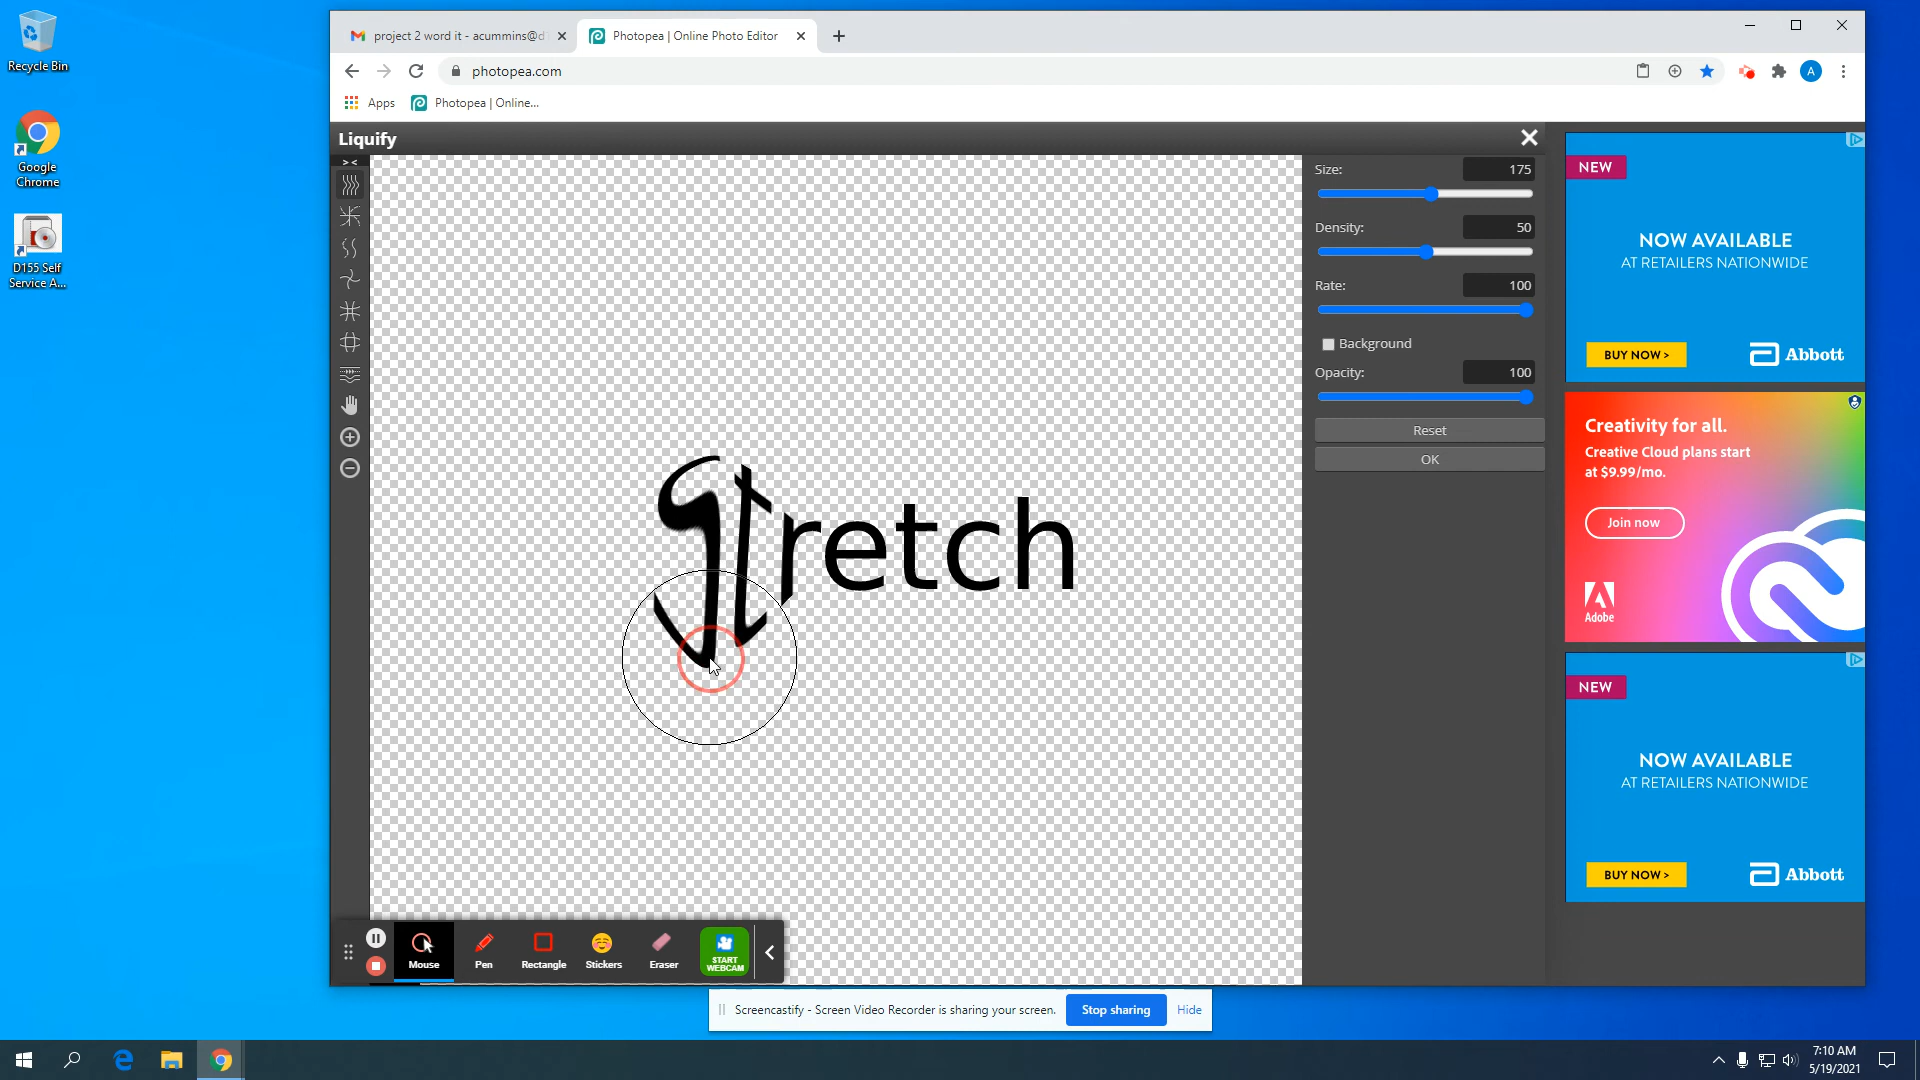 Recycle Bin
Google
Chrome
D155 Self
Service A...
project 2 word it - acummins@d
Photopea | Online Photo Editor
photopea.com
A
Apps
Photopea | Online...
Liquify
> <
Size:
175
Density:
50
Rate:
100
Background
Opacity:
100
Reset
OK
Stretch
NEW
NOW AVAILABLE
AT RETAILERS NATIONWIDE
BUY NOW >
Abbott
Creativity for all.
Creative Cloud plans start
at $9.99/mo.
Join now
Adobe
NEW
NOW AVAILABLE
AT RETAILERS NATIONWIDE
BUY NOW >
Abbott
Mouse
Pen
Rectangle
Stickers
Eraser
START
WEBCAM
Screencastify - Screen Video Recorder is sharing your screen.
Stop sharing
Hide
7:10 AM
5/19/2021